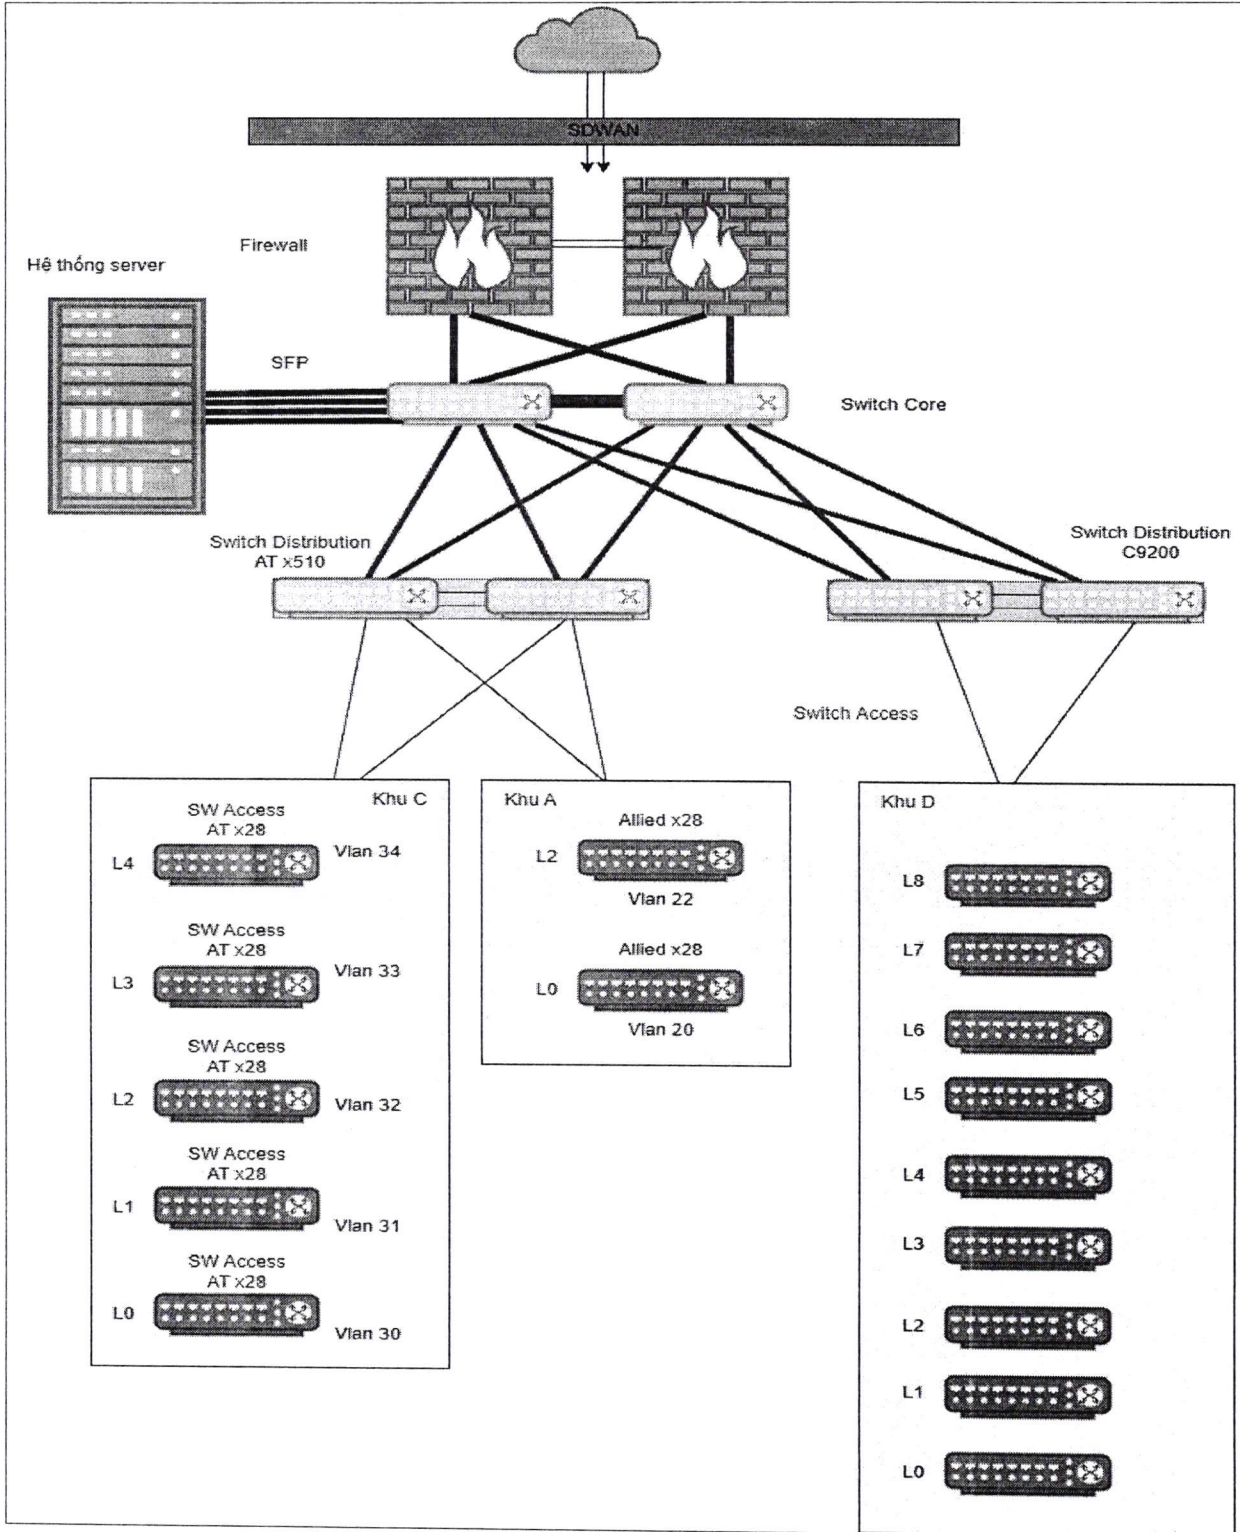 SDWAN
Firewall
Hệ thống server
SFP
Switch Core
Switch Distribution
AT x510
Switch Distribution
C9200
Switch Access
Khu C
SW Access
AT x28
L4
Vlan 34
SW Access
AT x28
L3
Vlan 33
SW Access
AT x28
L2
Vlan 32
SW Access
AT x28
L1
Vlan 31
SW Access
AT x28
L0
Vlan 30
Khu A
Allied x28
L2
Vlan 22
Allied x28
L0
Vlan 20
Khu D
L8
L7
L6
L5
L4
L3
L2
L1
L0